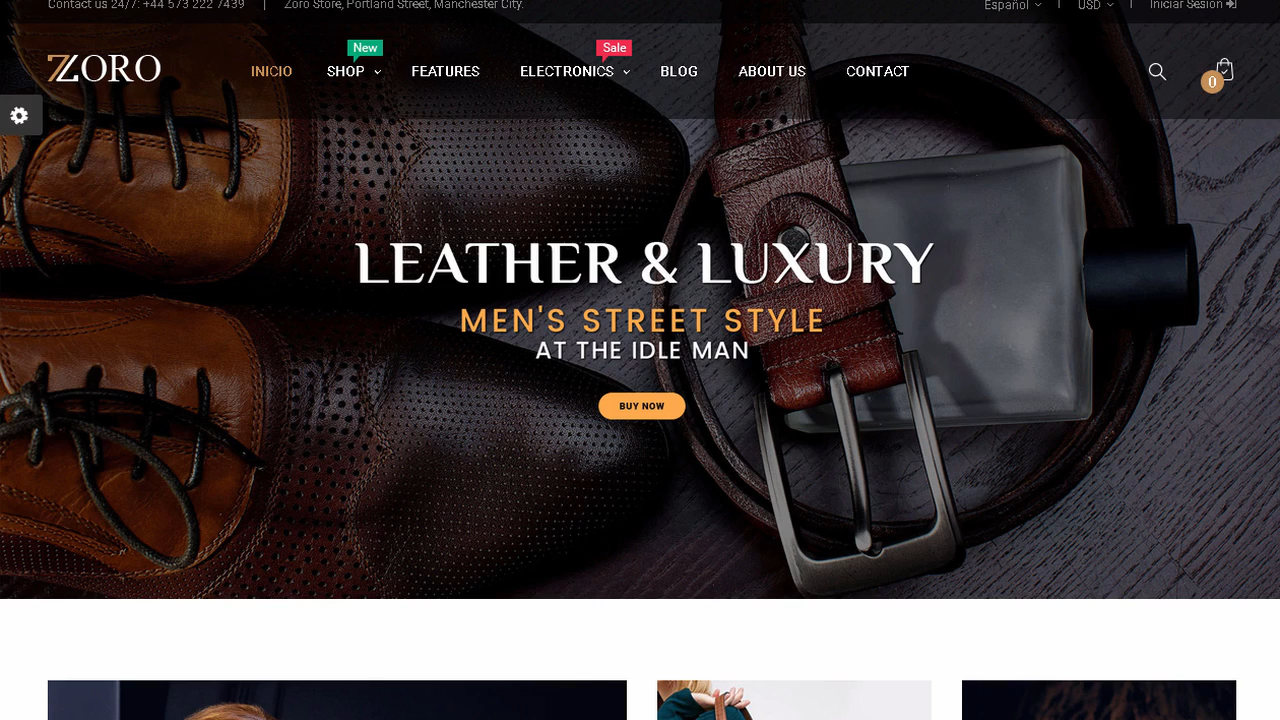 Contact us 24/7: +44 573 222 7439 | Zoro Store, Portland Street, Manchester City.
Español | USD | Iniciar Sesión
New
Sale
ZORO
INICIO SHOP FEATURES ELECTRONICS BLOG ABOUT US CONTACT
0
LEATHER & LUXURY
MEN'S STREET STYLE
AT THE IDLE MAN
BUY NOW